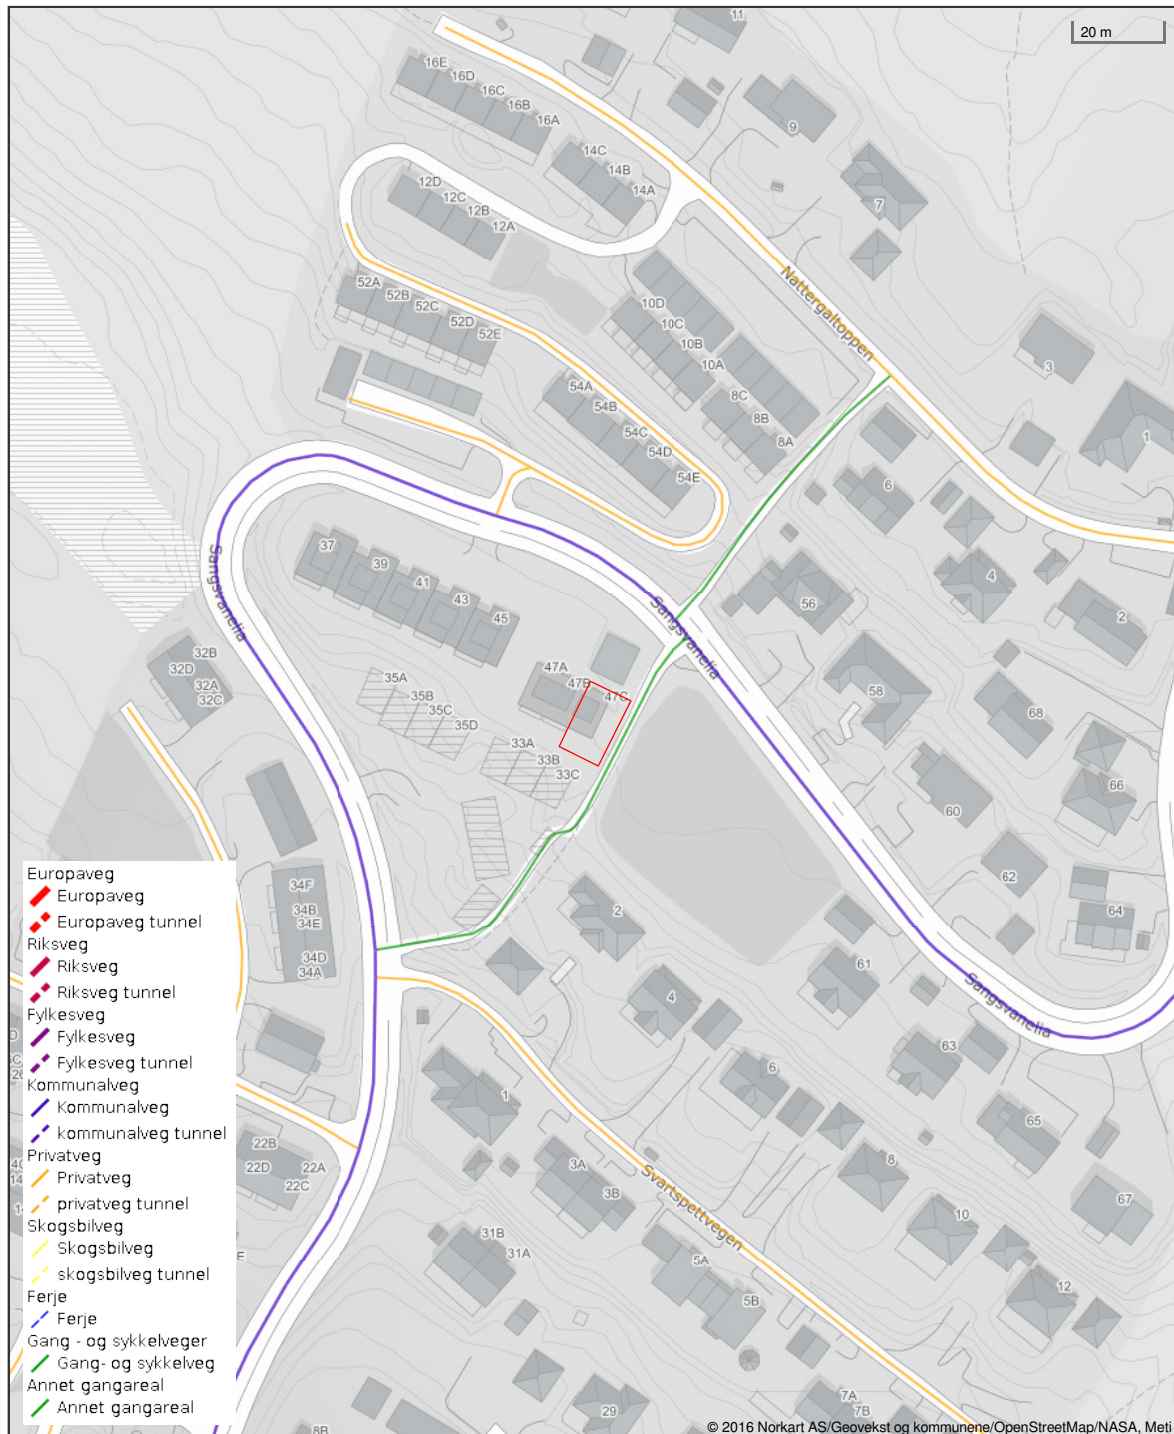 20 m
11
16E
16D
16C
16B
16A
9
14C
14B
14A
12D
12C
12B
12A
7
52A
52B
52C
52D
52E
10D
10C
10B
10A
Nattergaltoppen
3
8C
8B
8A
54A
54B
54C
54D
54E
1
6
37
39
41
43
45
Sangsvanelia
Sangsvanelia
56
4
2
32B
32D
32A
32C
47A
47B
47C
35A
35B
35C
35D
33A
33B
33C
58
68
60
66
62
64
2
61
34F
34B
34E
34D
34A
4
63
Sangsvanelia
1
6
65
8
67
22B
22D
22A
22C
3A
3B
Svartspettvegen
10
31B
31A
5A
5B
12
29
7A
7B
8B
Europaveg
Europaveg
Europaveg tunnel
Riksveg
Riksveg
Riksveg tunnel
Fylkesveg
Fylkesveg
Fylkesveg tunnel
Kommunalveg
Kommunalveg
kommunalveg tunnel
Privatveg
Privatveg
privatveg tunnel
Skogsbilveg
Skogsbilveg
skogsbilveg tunnel
Ferje
Ferje
Gang - og sykkelveger
Gang- og sykkelveg
Annet gangareal
Annet gangareal
© 2016 Norkart AS/Geovekst og kommunene/OpenStreetMap/NASA, Meti